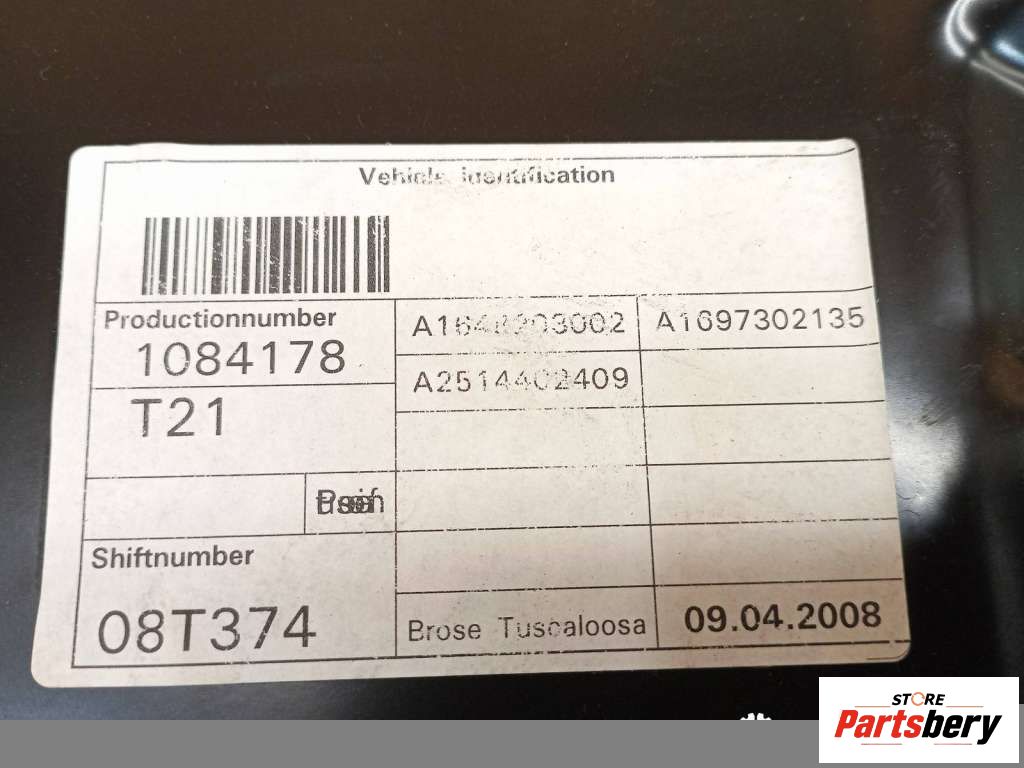 Vehicle identification
Productionnumber
1084178
T21
Shiftnumber
08T374
A1697302135
A2514402409
Brose Tuscaloosa
09.04.2008
STORE
Partsbery